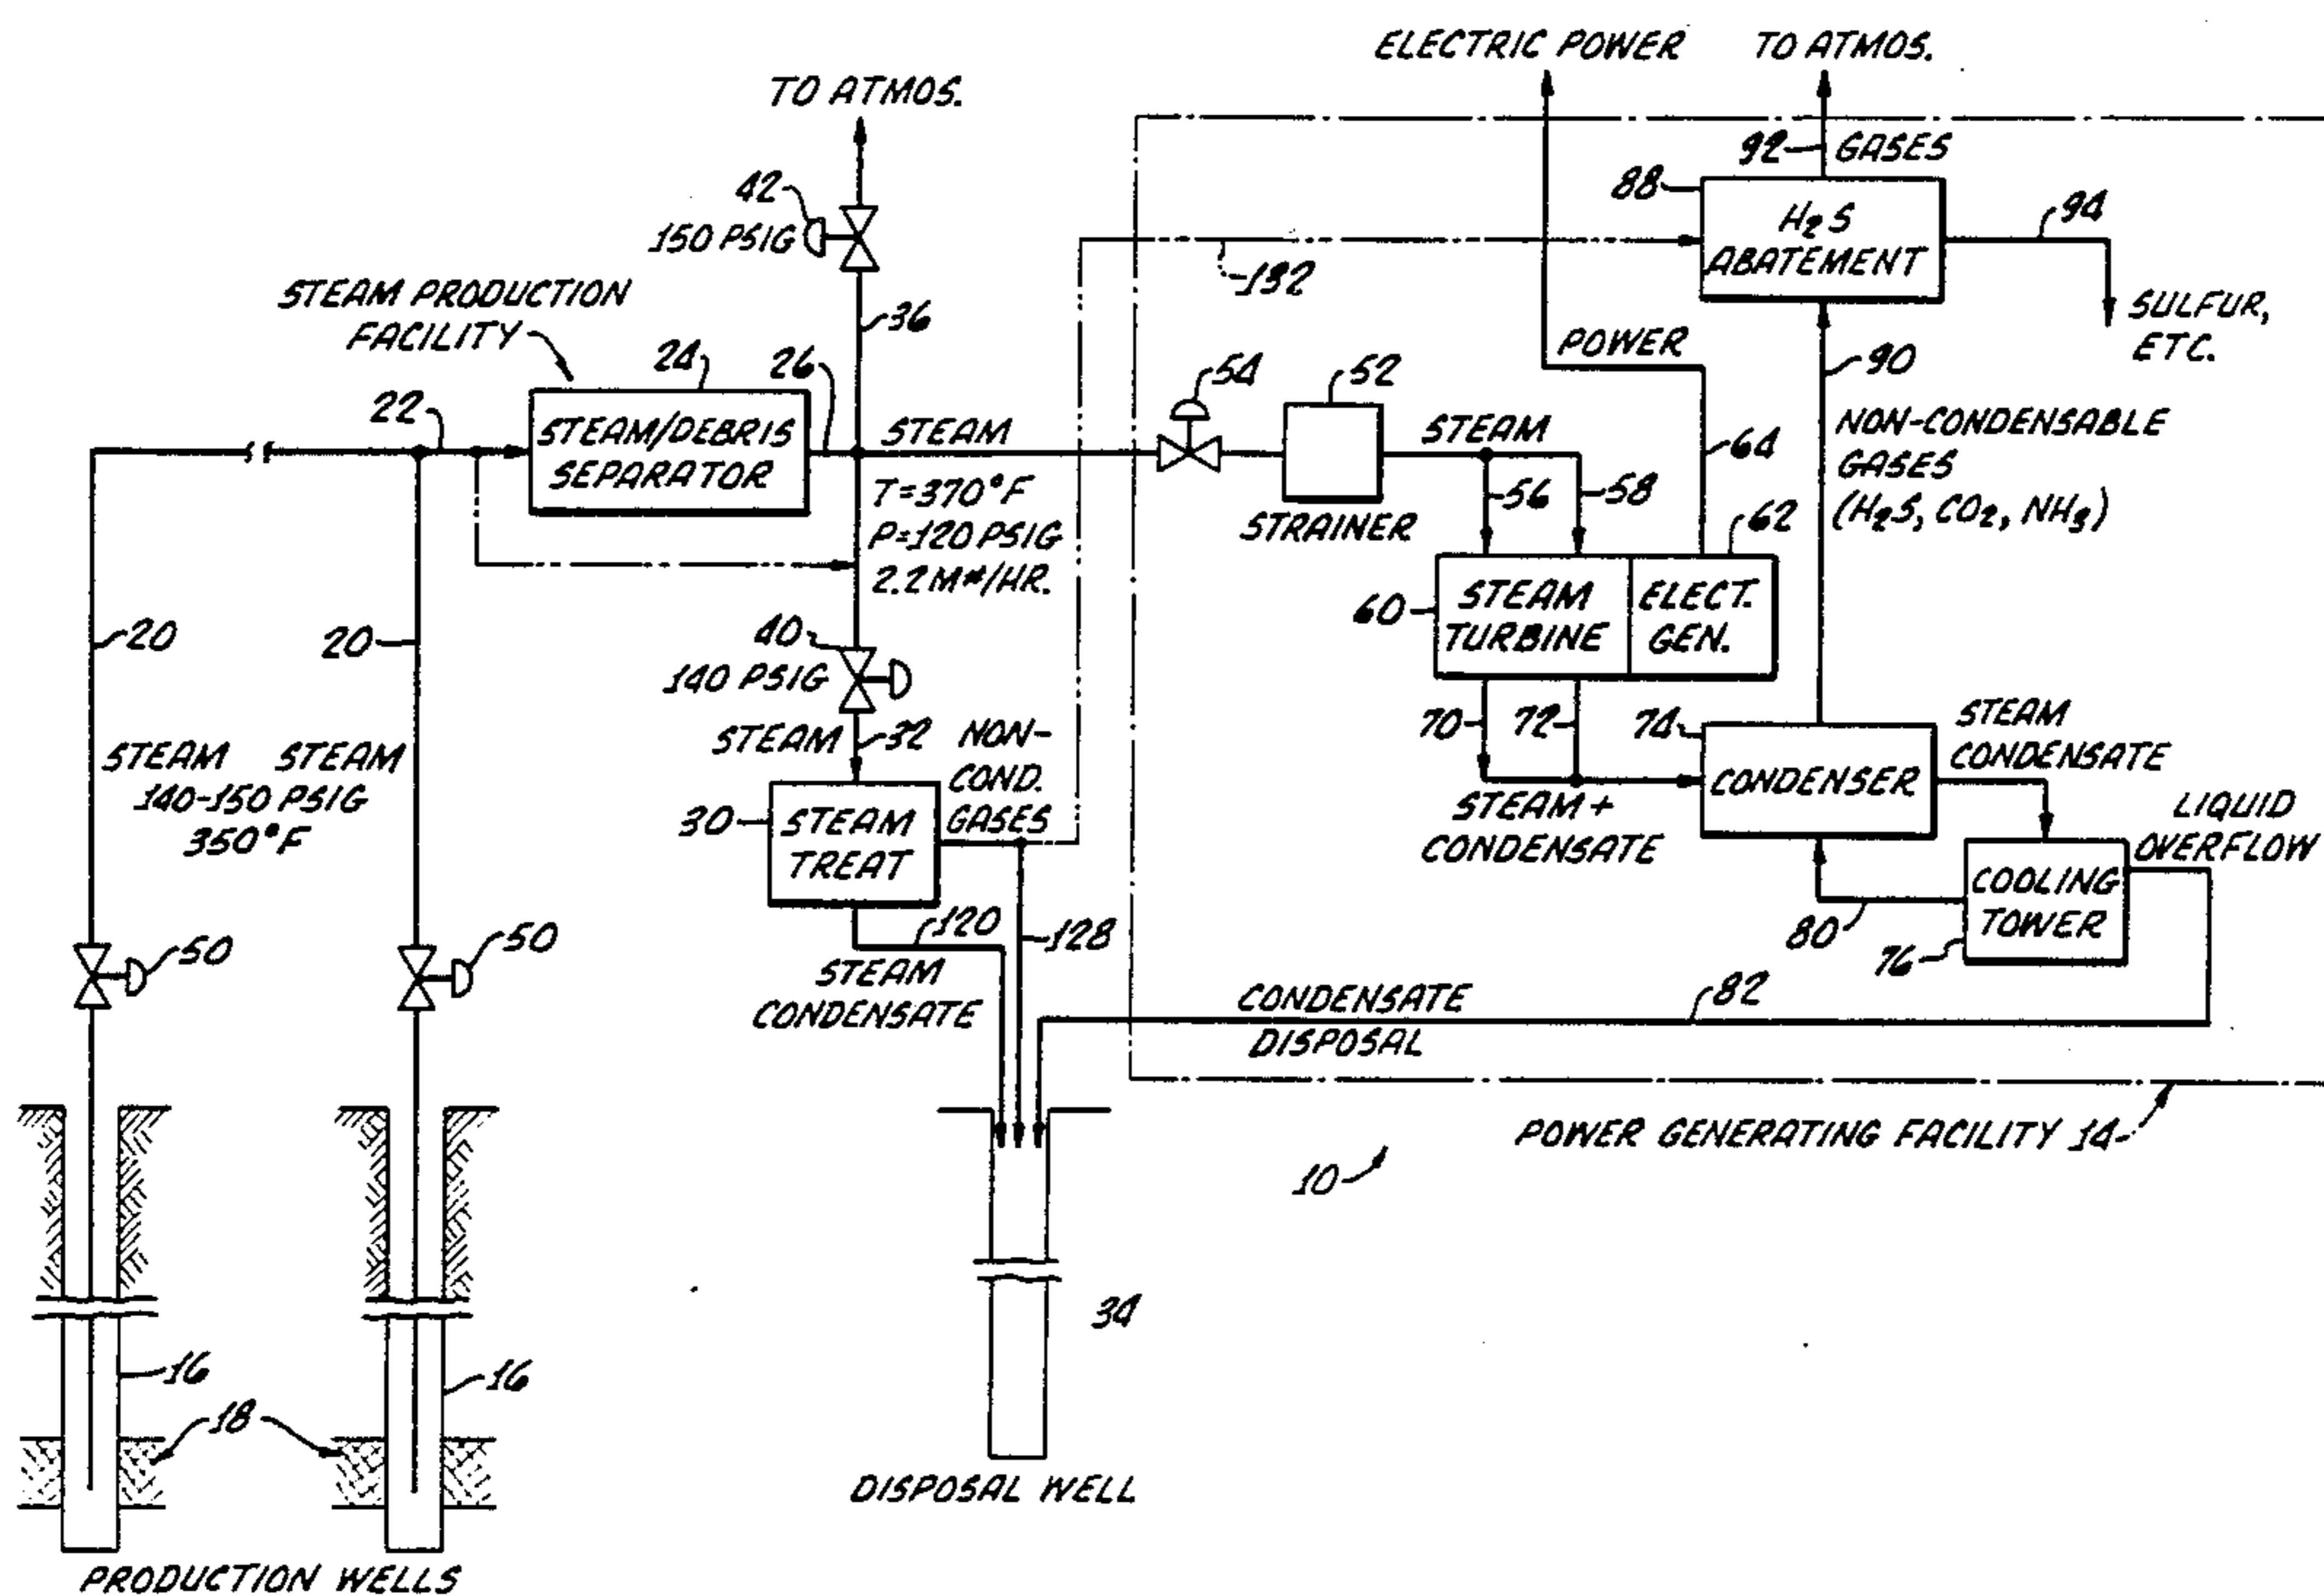 ELECTRIC POWER
TO ATMOS.
TO ATMOS.
92
GASES
42
150 PSIG
88
H₂S
ABATEMENT
94
132
STEAM PRODUCTION
FACILITY
36
SULFUR,
ETC.
POWER
90
24
26
54
52
22
STEAM/DEBRIS
SEPARATOR
STEAM
STEAM
64
NON-CONDENSABLE
GASES
(H₂S, CO₂, NH₃)
T=370°F
P=120 PSIG
2.2M#/HR.
56
58
STRAINER
62
60
STEAM
TURBINE
ELECT.
GEN.
20
20
40
140 PSIG
70
72
74
STEAM
CONDENSATE
STEAM
32
NON-
COND.
GASES
STEAM
STEAM
140-150 PSIG
350°F
CONDENSER
STEAM+
CONDENSATE
LIQUID
OVERFLOW
30
STEAM
TREAT
COOLING
TOWER
120
128
80
76
50
50
STEAM
CONDENSATE
CONDENSATE
DISPOSAL
82
POWER GENERATING FACILITY 14
10
34
16
16
18
DISPOSAL WELL
PRODUCTION WELLS